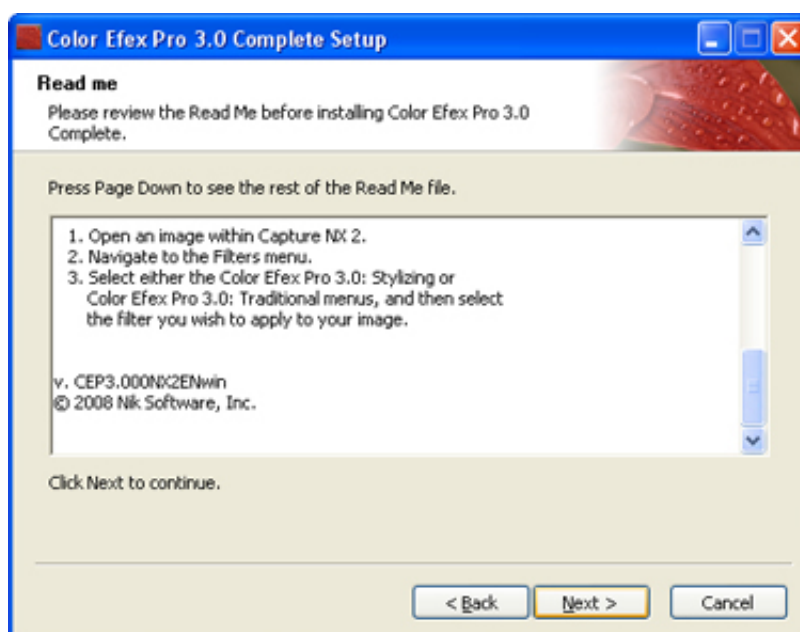 Color Efex Pro 3.0 Complete Setup
Read me
Please review the Read Me before installing Color Efex Pro 3.0
Complete.
Press Page Down to see the rest of the Read Me file.
1. Open an image within Capture NX 2.
2. Navigate to the Filters menu.
3. Select either the Color Efex Pro 3.0: Stylizing or
Color Efex Pro 3.0: Traditional menus, and then select
the filter you wish to apply to your image.
v. CEP3.000NX2ENwin
© 2008 Nik Software, Inc.
Click Next to continue.
< Back Next > Cancel